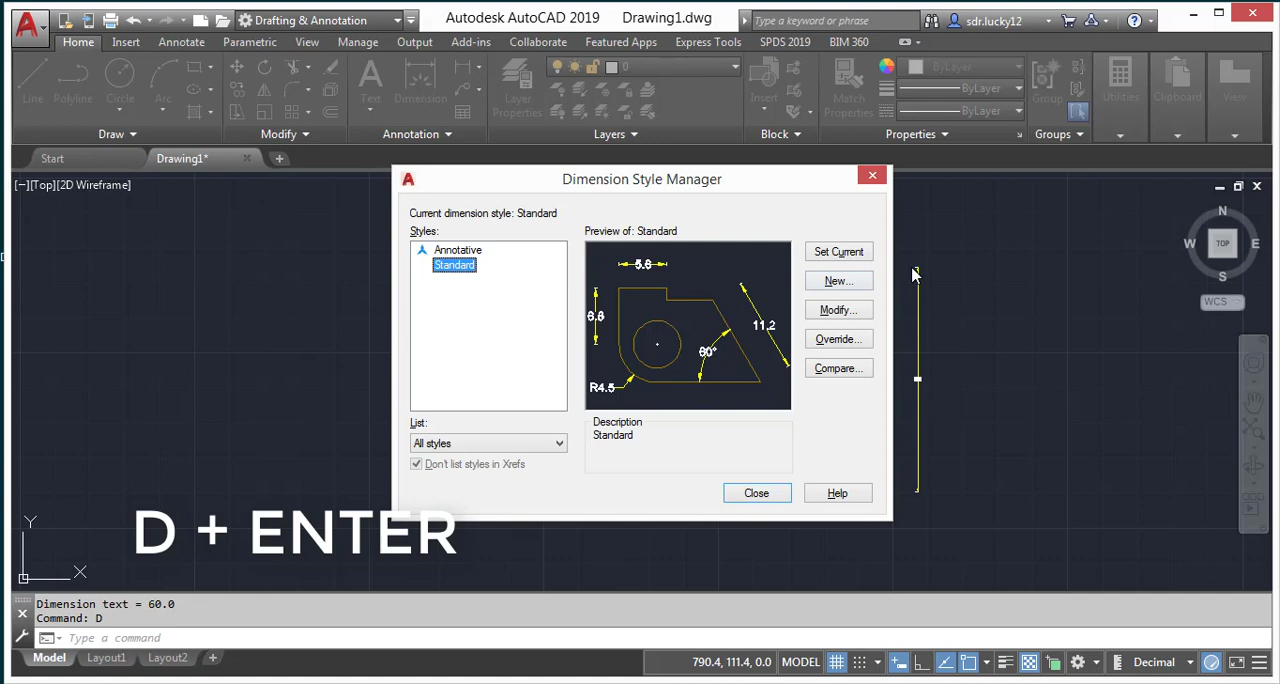 Drafting & Annotation
Autodesk AutoCAD 2019 Drawing1.dwg
Type a keyword or phrase
sdr.lucky12
Home Insert Annotate Parametric View Manage Output Add-ins Collaborate Featured Apps Express Tools SPDS 2019 BIM 360
0
ByLayer
ByLayer
ByLayer
Line Polyline Circle Arc
Text Dimension
Layer Properties
Insert
Match Properties
Group
Utilities
Clipboard
View
Draw Modify Annotation Layers Block Properties Groups
Start Drawing1*
[−][Top][2D Wireframe]
Dimension Style Manager
Current dimension style: Standard
Styles:
Annotative
Standard
Preview of: Standard
5.6
6.6
11.2
60°
R4.5
Set Current
New...
Modify...
Override...
Compare...
List:
All styles
Don't list styles in Xrefs
Description
Standard
Close
Help
N
W TOP E
S
WCS
D + ENTER
Y
X
Dimension text = 60.0
Command: D
Type a command
Model Layout1 Layout2 +
790.4, 111.4, 0.0 MODEL
Decimal